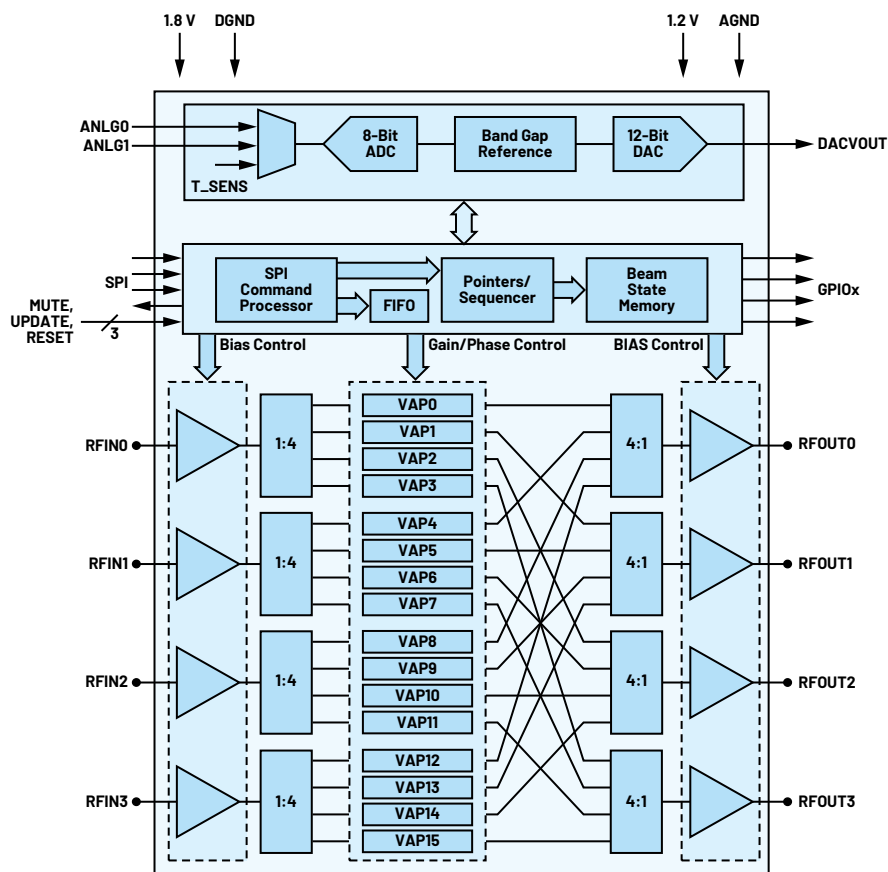 1.8 V DGND 1.2 V AGND
ANLG0
ANLG1
T_SENS
8-Bit
ADC
Band Gap
Reference
12-Bit
DAC
DACVOUT
SPI
MUTE,
UPDATE,
RESET
3
SPI
Command
Processor
FIFO
Pointers/
Sequencer
Beam
State
Memory
GPIOx
Bias Control Gain/Phase Control BIAS Control
RFIN0
1:4
VAP0
VAP1
VAP2
VAP3
4:1
RFOUT0
RFIN1
1:4
VAP4
VAP5
VAP6
VAP7
4:1
RFOUT1
RFIN2
1:4
VAP8
VAP9
VAP10
VAP11
4:1
RFOUT2
RFIN3
1:4
VAP12
VAP13
VAP14
VAP15
4:1
RFOUT3